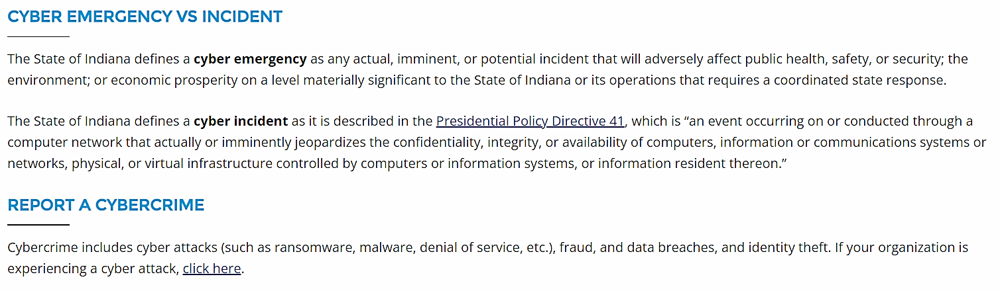 CYBER EMERGENCY VS INCIDENT
The State of Indiana defines a cyber emergency as any actual, imminent, or potential incident that will adversely affect public health, safety, or security; the
environment; or economic prosperity on a level materially significant to the State of Indiana or its operations that requires a coordinated state response.
The State of Indiana defines a cyber incident as it is described in the Presidential Policy Directive 41, which is “an event occurring on or conducted through a
computer network that actually or imminently jeopardizes the confidentiality, integrity, or availability of computers, information or communications systems or
networks, physical, or virtual infrastructure controlled by computers or information systems, or information resident thereon.”
REPORT A CYBERCRIME
Cybercrime includes cyber attacks (such as ransomware, malware, denial of service, etc.), fraud, and data breaches, and identity theft. If your organization is
experiencing a cyber attack, click here.